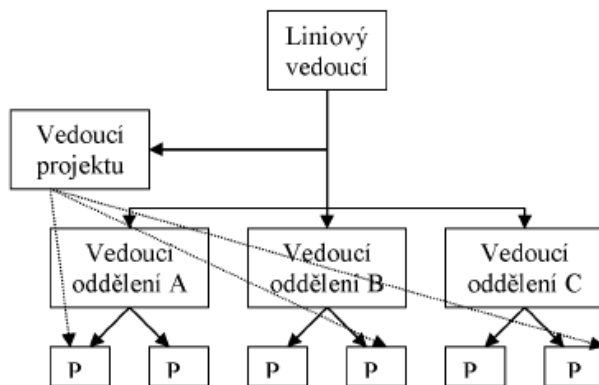 Liniový
vedoucí
Vedoucí
projektu
Vedoucí
oddělení A
Vedoucí
oddělení B
Vedoucí
oddělení C
P
P
P
P
P
P